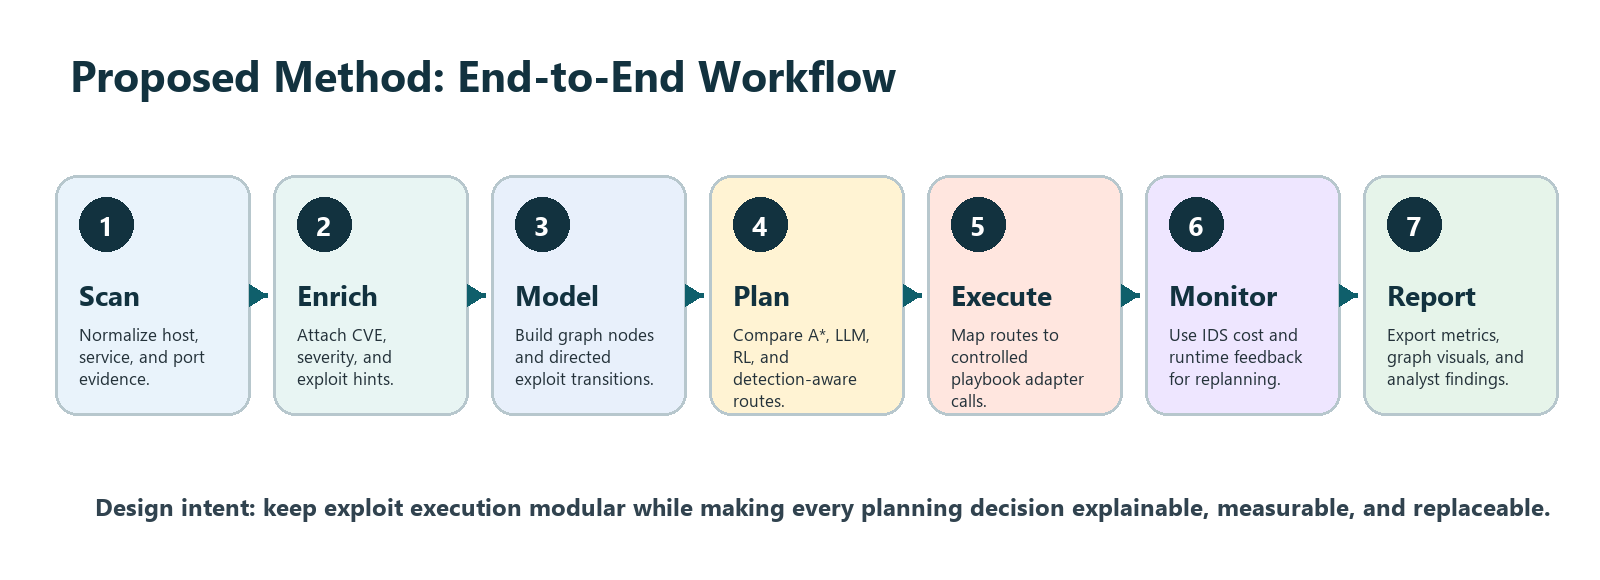 Proposed Method: End-to-End Workflow
1
Scan
Normalize host,
service, and port
evidence.
2
Enrich
Attach CVE,
severity, and
exploit hints.
3
Model
Build graph nodes
and directed
exploit transitions.
4
Plan
Compare A*, LLM,
RL, and
detection-aware
routes.
5
Execute
Map routes to
controlled
playbook adapter
calls.
6
Monitor
Use IDS cost and
runtime feedback
for replanning.
7
Report
Export metrics,
graph visuals, and
analyst findings.
Design intent: keep exploit execution modular while making every planning decision explainable, measurable, and replaceable.